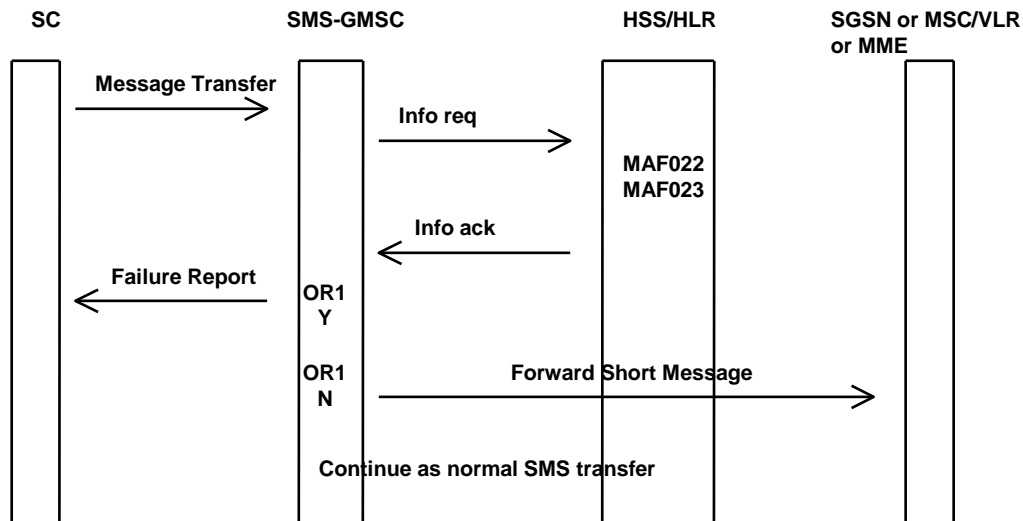 SC
SMS-GMSC
HSS/HLR
SGSN or MSC/VLR
or MME
Message Transfer
Info req
MAF022
MAF023
Info ack
Failure Report
OR1
Y
OR1
N
Forward Short Message
Continue as normal SMS transfer